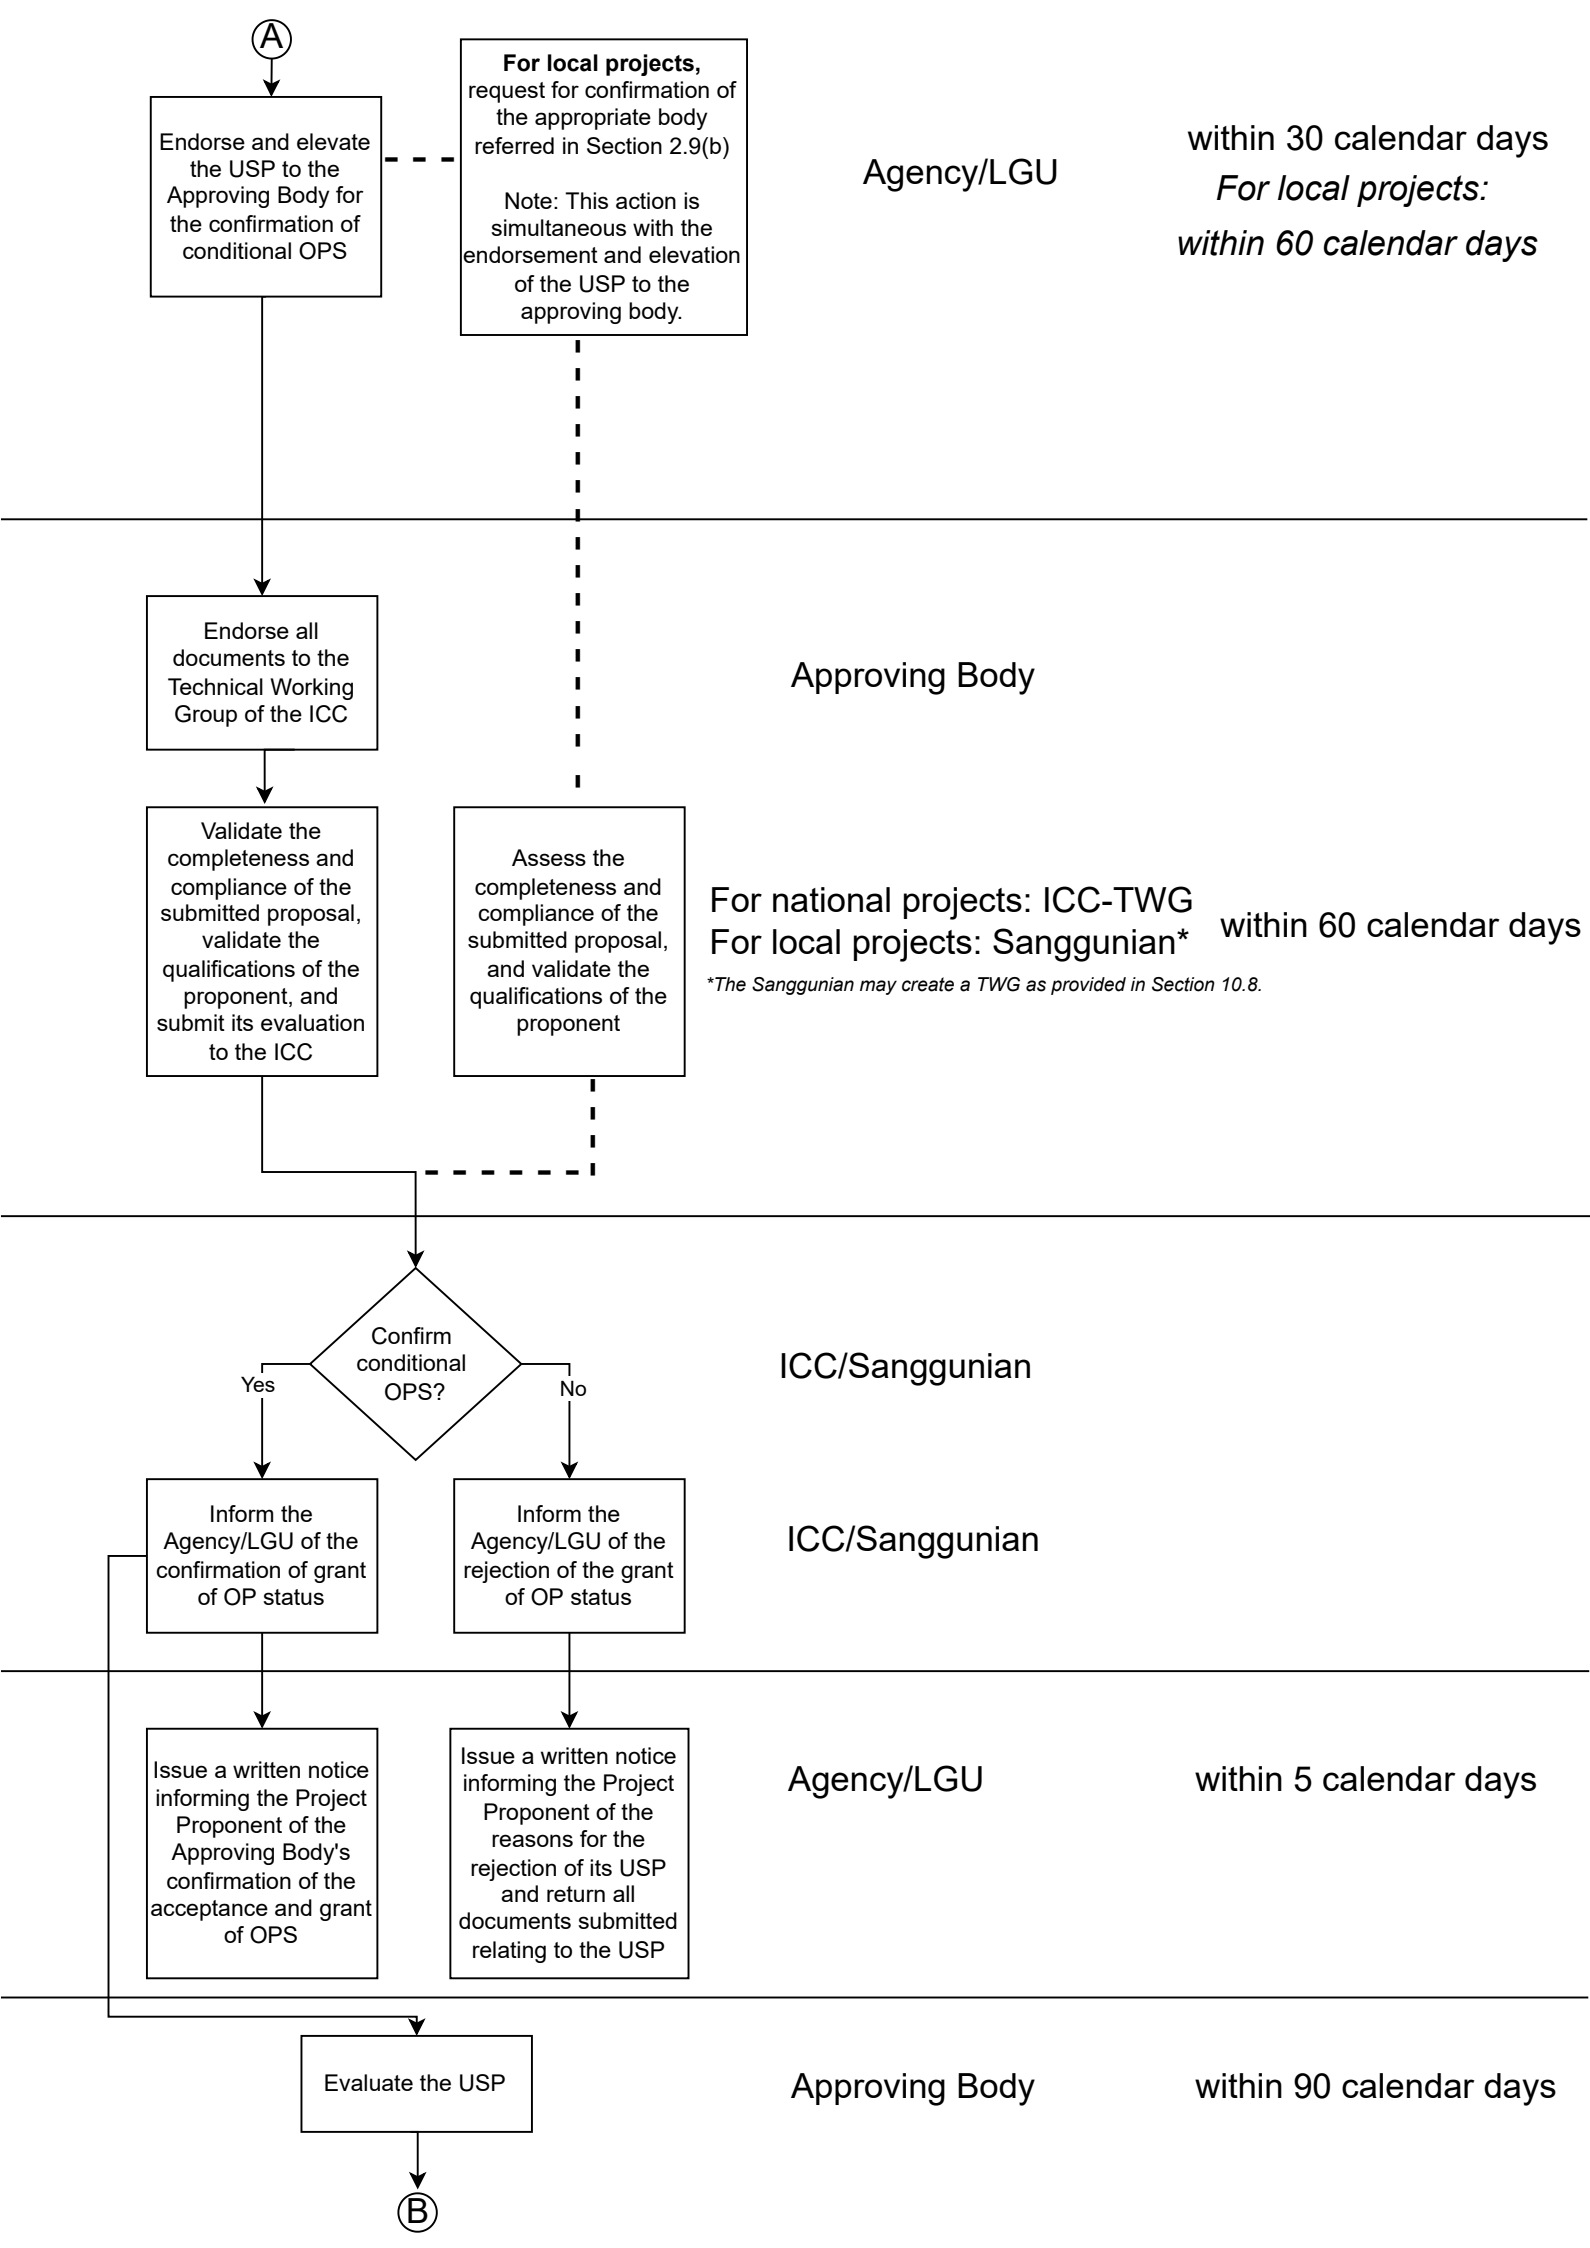 A
Endorse and elevate
the USP to the
Approving Body for
the confirmation of
conditional OPS
For local projects,
request for confirmation of
the appropriate body
referred in Section 2.9(b)
Note: This action is
simultaneous with the
endorsement and elevation
of the USP to the
approving body.
Agency/LGU
within 30 calendar days
For local projects:
within 60 calendar days
Endorse all
documents to the
Technical Working
Group of the ICC
Approving Body
Validate the
completeness and
compliance of the
submitted proposal,
validate the
qualifications of the
proponent, and
submit its evaluation
to the ICC
Assess the
completeness and
compliance of the
submitted proposal,
and validate the
qualifications of the
proponent
For national projects: ICC-TWG
For local projects: Sanggunian*
*The Sanggunian may create a TWG as provided in Section 10.8.
within 60 calendar days
Confirm
conditional
OPS?
Yes
No
ICC/Sanggunian
Inform the
Agency/LGU of the
confirmation of grant
of OP status
Inform the
Agency/LGU of the
rejection of the grant
of OP status
ICC/Sanggunian
Issue a written notice
informing the Project
Proponent of the
Approving Body's
confirmation of the
acceptance and grant
of OPS
Issue a written notice
informing the Project
Proponent of the
reasons for the
rejection of its USP
and return all
documents submitted
relating to the USP
Agency/LGU
within 5 calendar days
Evaluate the USP
Approving Body
within 90 calendar days
B